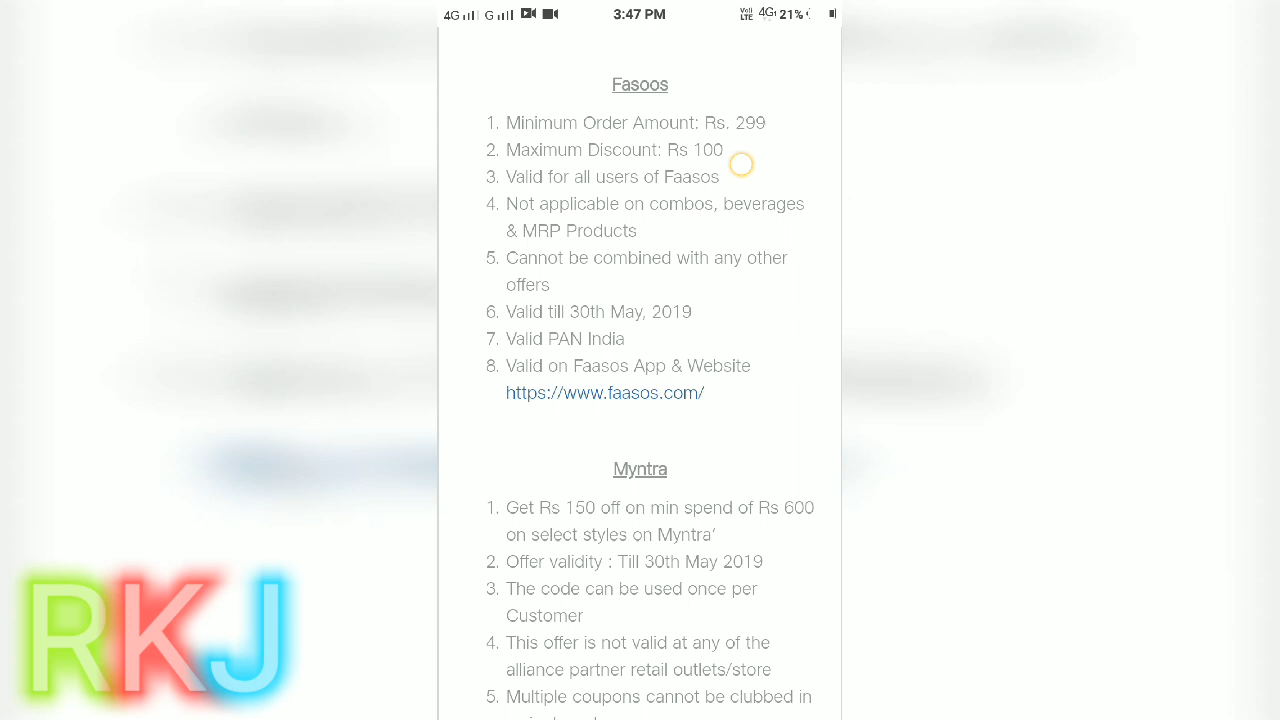 4G G 3:47 PM VoLTE 4G 21%
Fasoos
1. Minimum Order Amount: Rs. 299
2. Maximum Discount: Rs 100
3. Valid for all users of Faasos
4. Not applicable on combos, beverages
& MRP Products
5. Cannot be combined with any other
offers
6. Valid till 30th May, 2019
7. Valid PAN India
8. Valid on Faasos App & Website
https://www.faasos.com/
Myntra
1. Get Rs 150 off on min spend of Rs 600
on select styles on Myntra’
2. Offer validity : Till 30th May 2019
3. The code can be used once per
Customer
4. This offer is not valid at any of the
alliance partner retail outlets/store
5. Multiple coupons cannot be clubbed in
RKJ